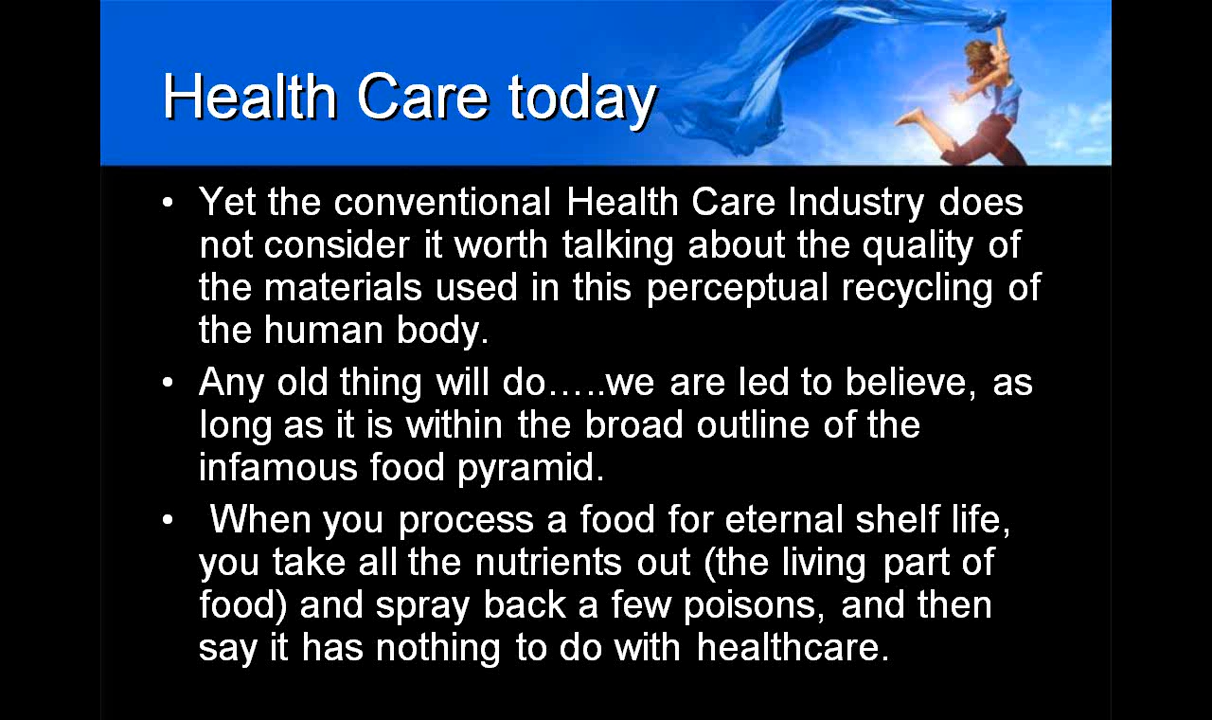 Health Care today
• Yet the conventional Health Care Industry does
not consider it worth talking about the quality of
the materials used in this perceptual recycling of
the human body.
• Any old thing will do…..we are led to believe, as
long as it is within the broad outline of the
infamous food pyramid.
• When you process a food for eternal shelf life,
you take all the nutrients out (the living part of
food) and spray back a few poisons, and then
say it has nothing to do with healthcare.